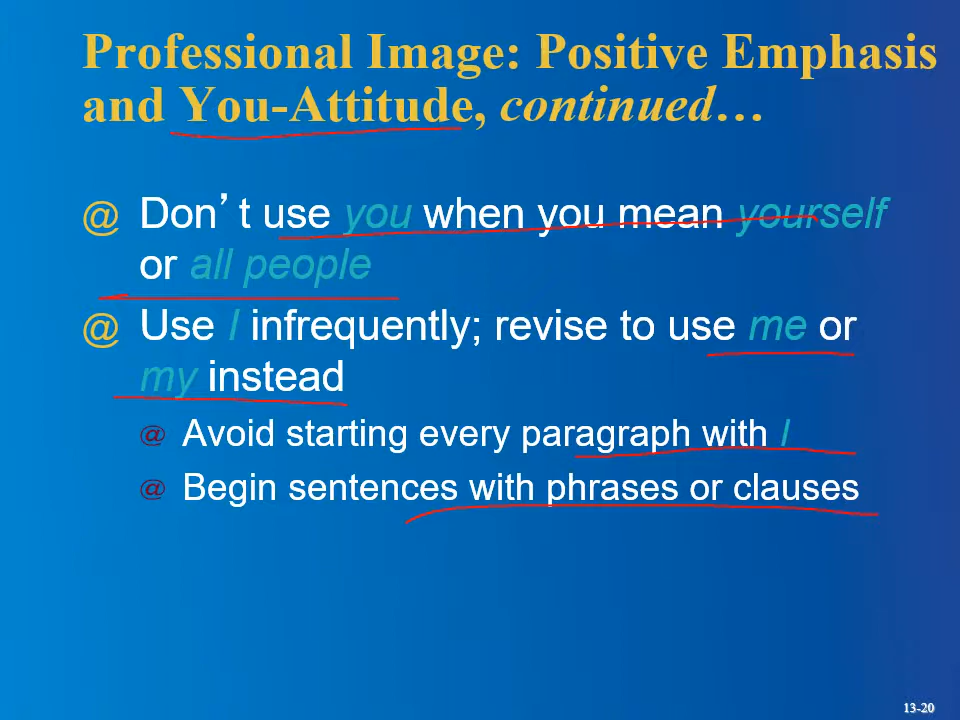 Professional Image: Positive Emphasis
and You-Attitude, continued…
@ Don’t use you when you mean yourself
or all people
@ Use I infrequently; revise to use me or
my instead
@ Avoid starting every paragraph with I
@ Begin sentences with phrases or clauses
13-20